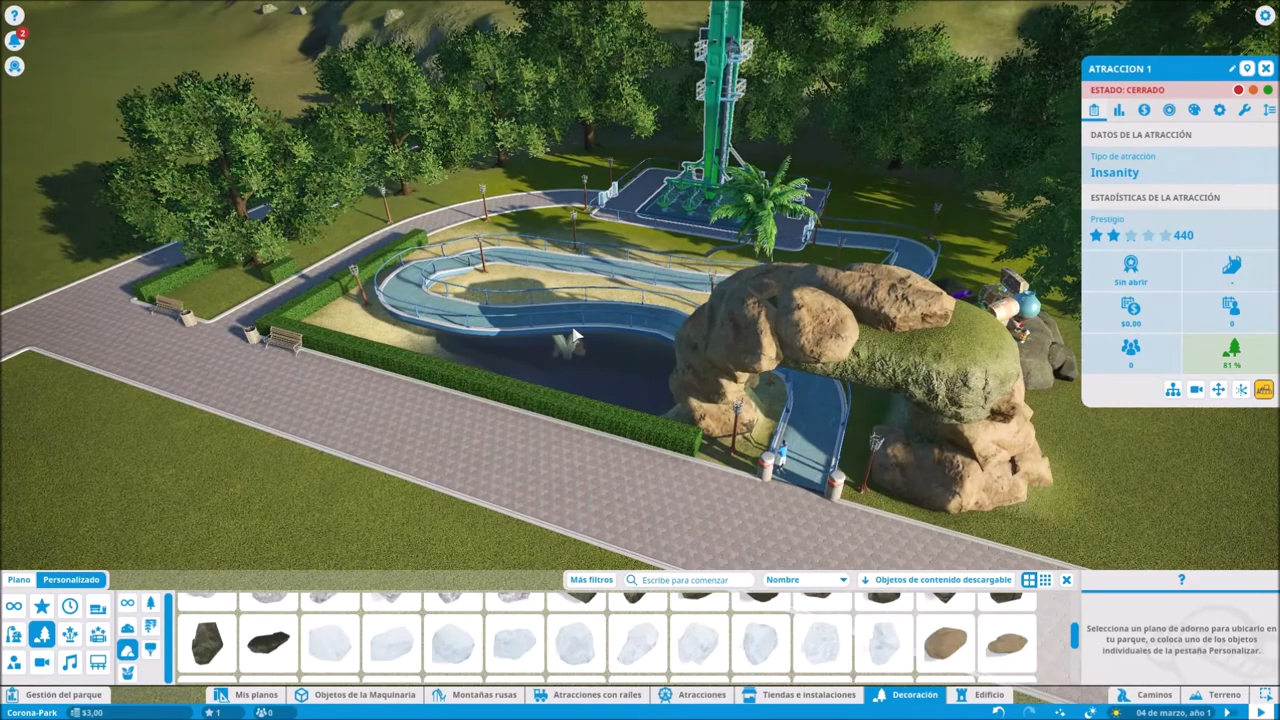 ?
2
ATRACCION 1
ESTADO: CERRADO
DATOS DE LA ATRACCIÓN
Tipo de atracción
Insanity
ESTADÍSTICAS DE LA ATRACCIÓN
Prestigio
440
Sin abrir
-
$0,00
0
0
81 %
Plano
Personalizado
Más filtros
Escribe para comenzar
Nombre
Objetos de contenido descargable
?
Selecciona un plano de adorno para ubicarlo en
tu parque, o coloca uno de los objetos
individuales de la pestaña Personalizar.
Gestión del parque
Mis planos
Objetos de la Maquinaria
Montañas rusas
Atracciones con raíles
Atracciones
Tiendas e instalaciones
Decoración
Edificio
Caminos
Terreno
Corona-Park
$3,00
1
0
04 de marzo, año 1